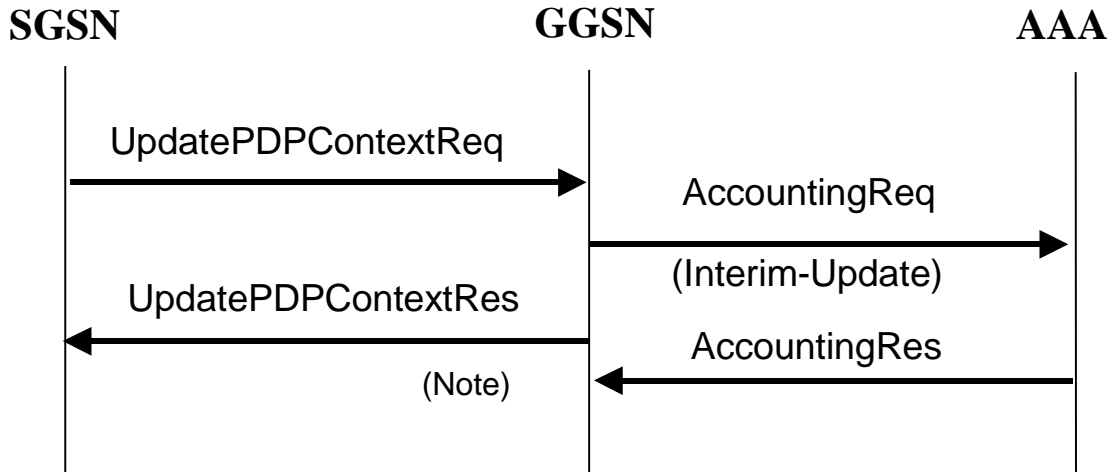 SGSN GGSN AAA
UpdatePDPContextReq
AccountingReq
(Interim-Update)
UpdatePDPContextRes
AccountingRes
(Note)